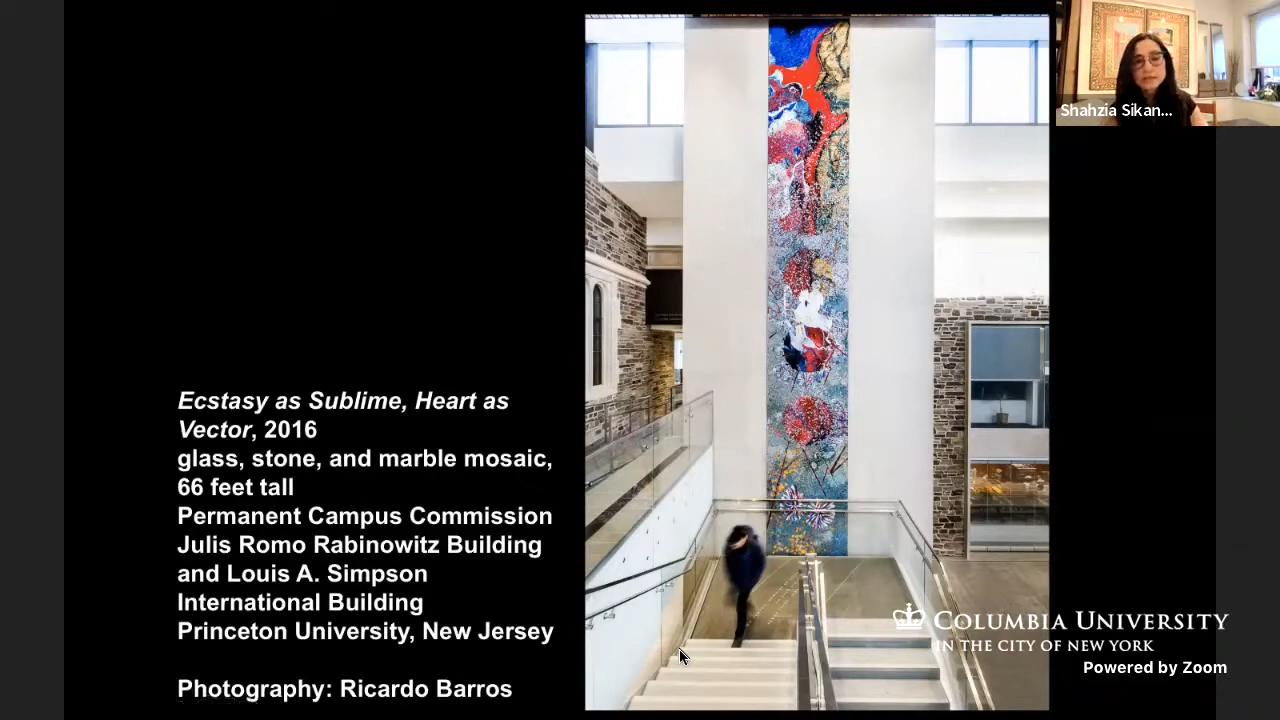 Shahzia Sikan...
Ecstasy as Sublime, Heart as
Vector, 2016
glass, stone, and marble mosaic,
66 feet tall
Permanent Campus Commission
Julis Romo Rabinowitz Building
and Louis A. Simpson
International Building
Princeton University, New Jersey
Photography: Ricardo Barros
COLUMBIA UNIVERSITY
IN THE CITY OF NEW YORK
Powered by Zoom